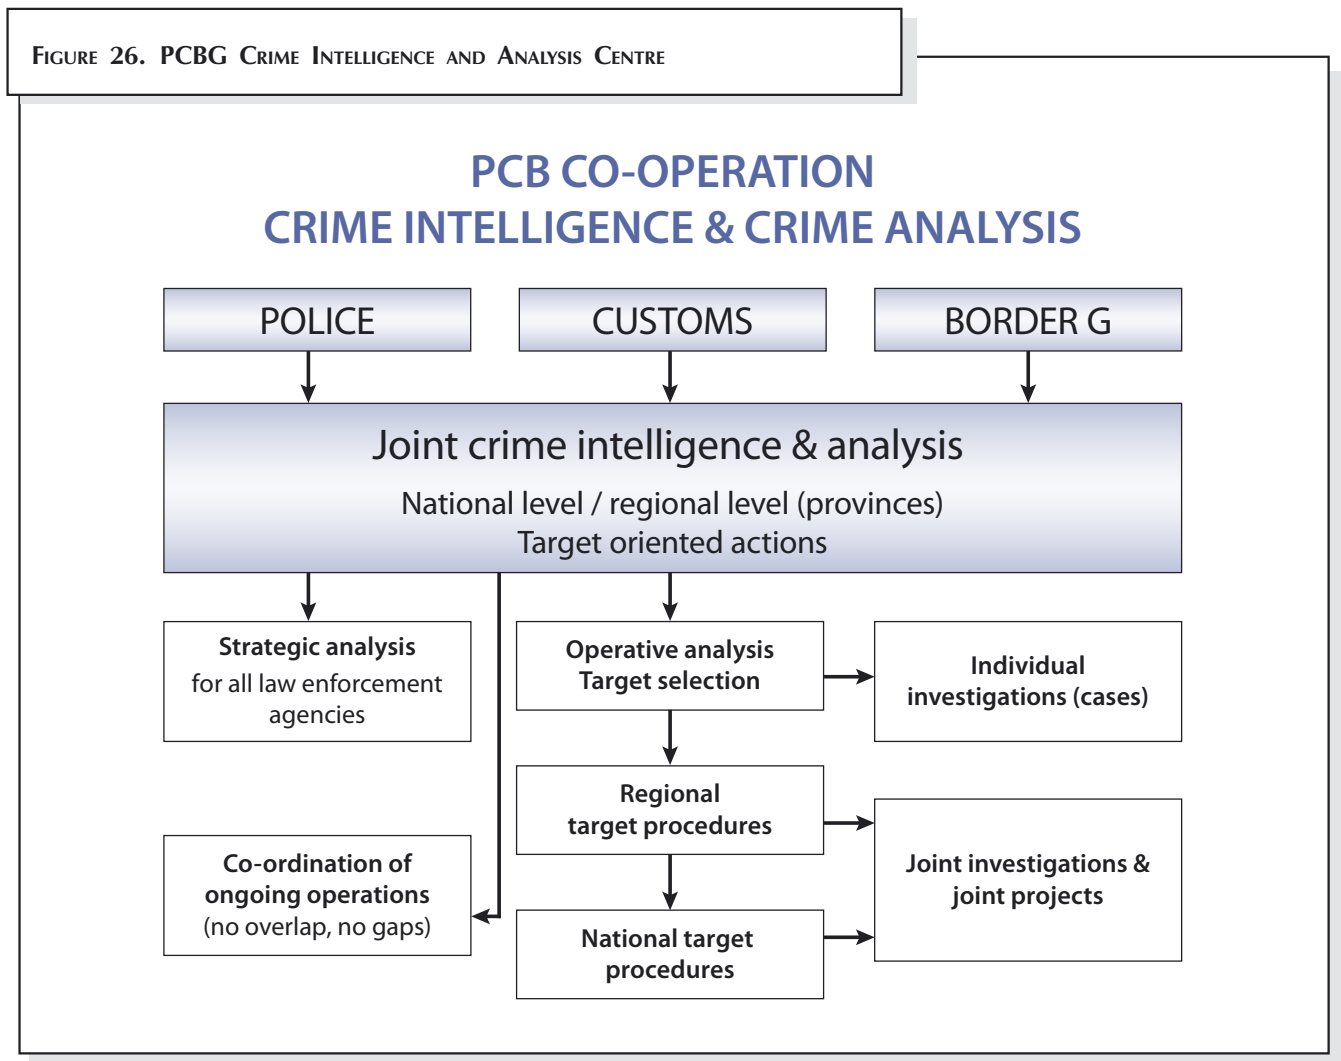 FIGURE 26. PCBG CRIME INTELLIGENCE AND ANALYSIS CENTRE
PCB CO-OPERATION
CRIME INTELLIGENCE & CRIME ANALYSIS
POLICE
CUSTOMS
BORDER G
Joint crime intelligence & analysis
National level / regional level (provinces)
Target oriented actions
Strategic analysis
for all law enforcement
agencies
Operative analysis
Target selection
Individual
investigations (cases)
Regional
target procedures
Co-ordination of
ongoing operations
(no overlap, no gaps)
Joint investigations &
joint projects
National target
procedures